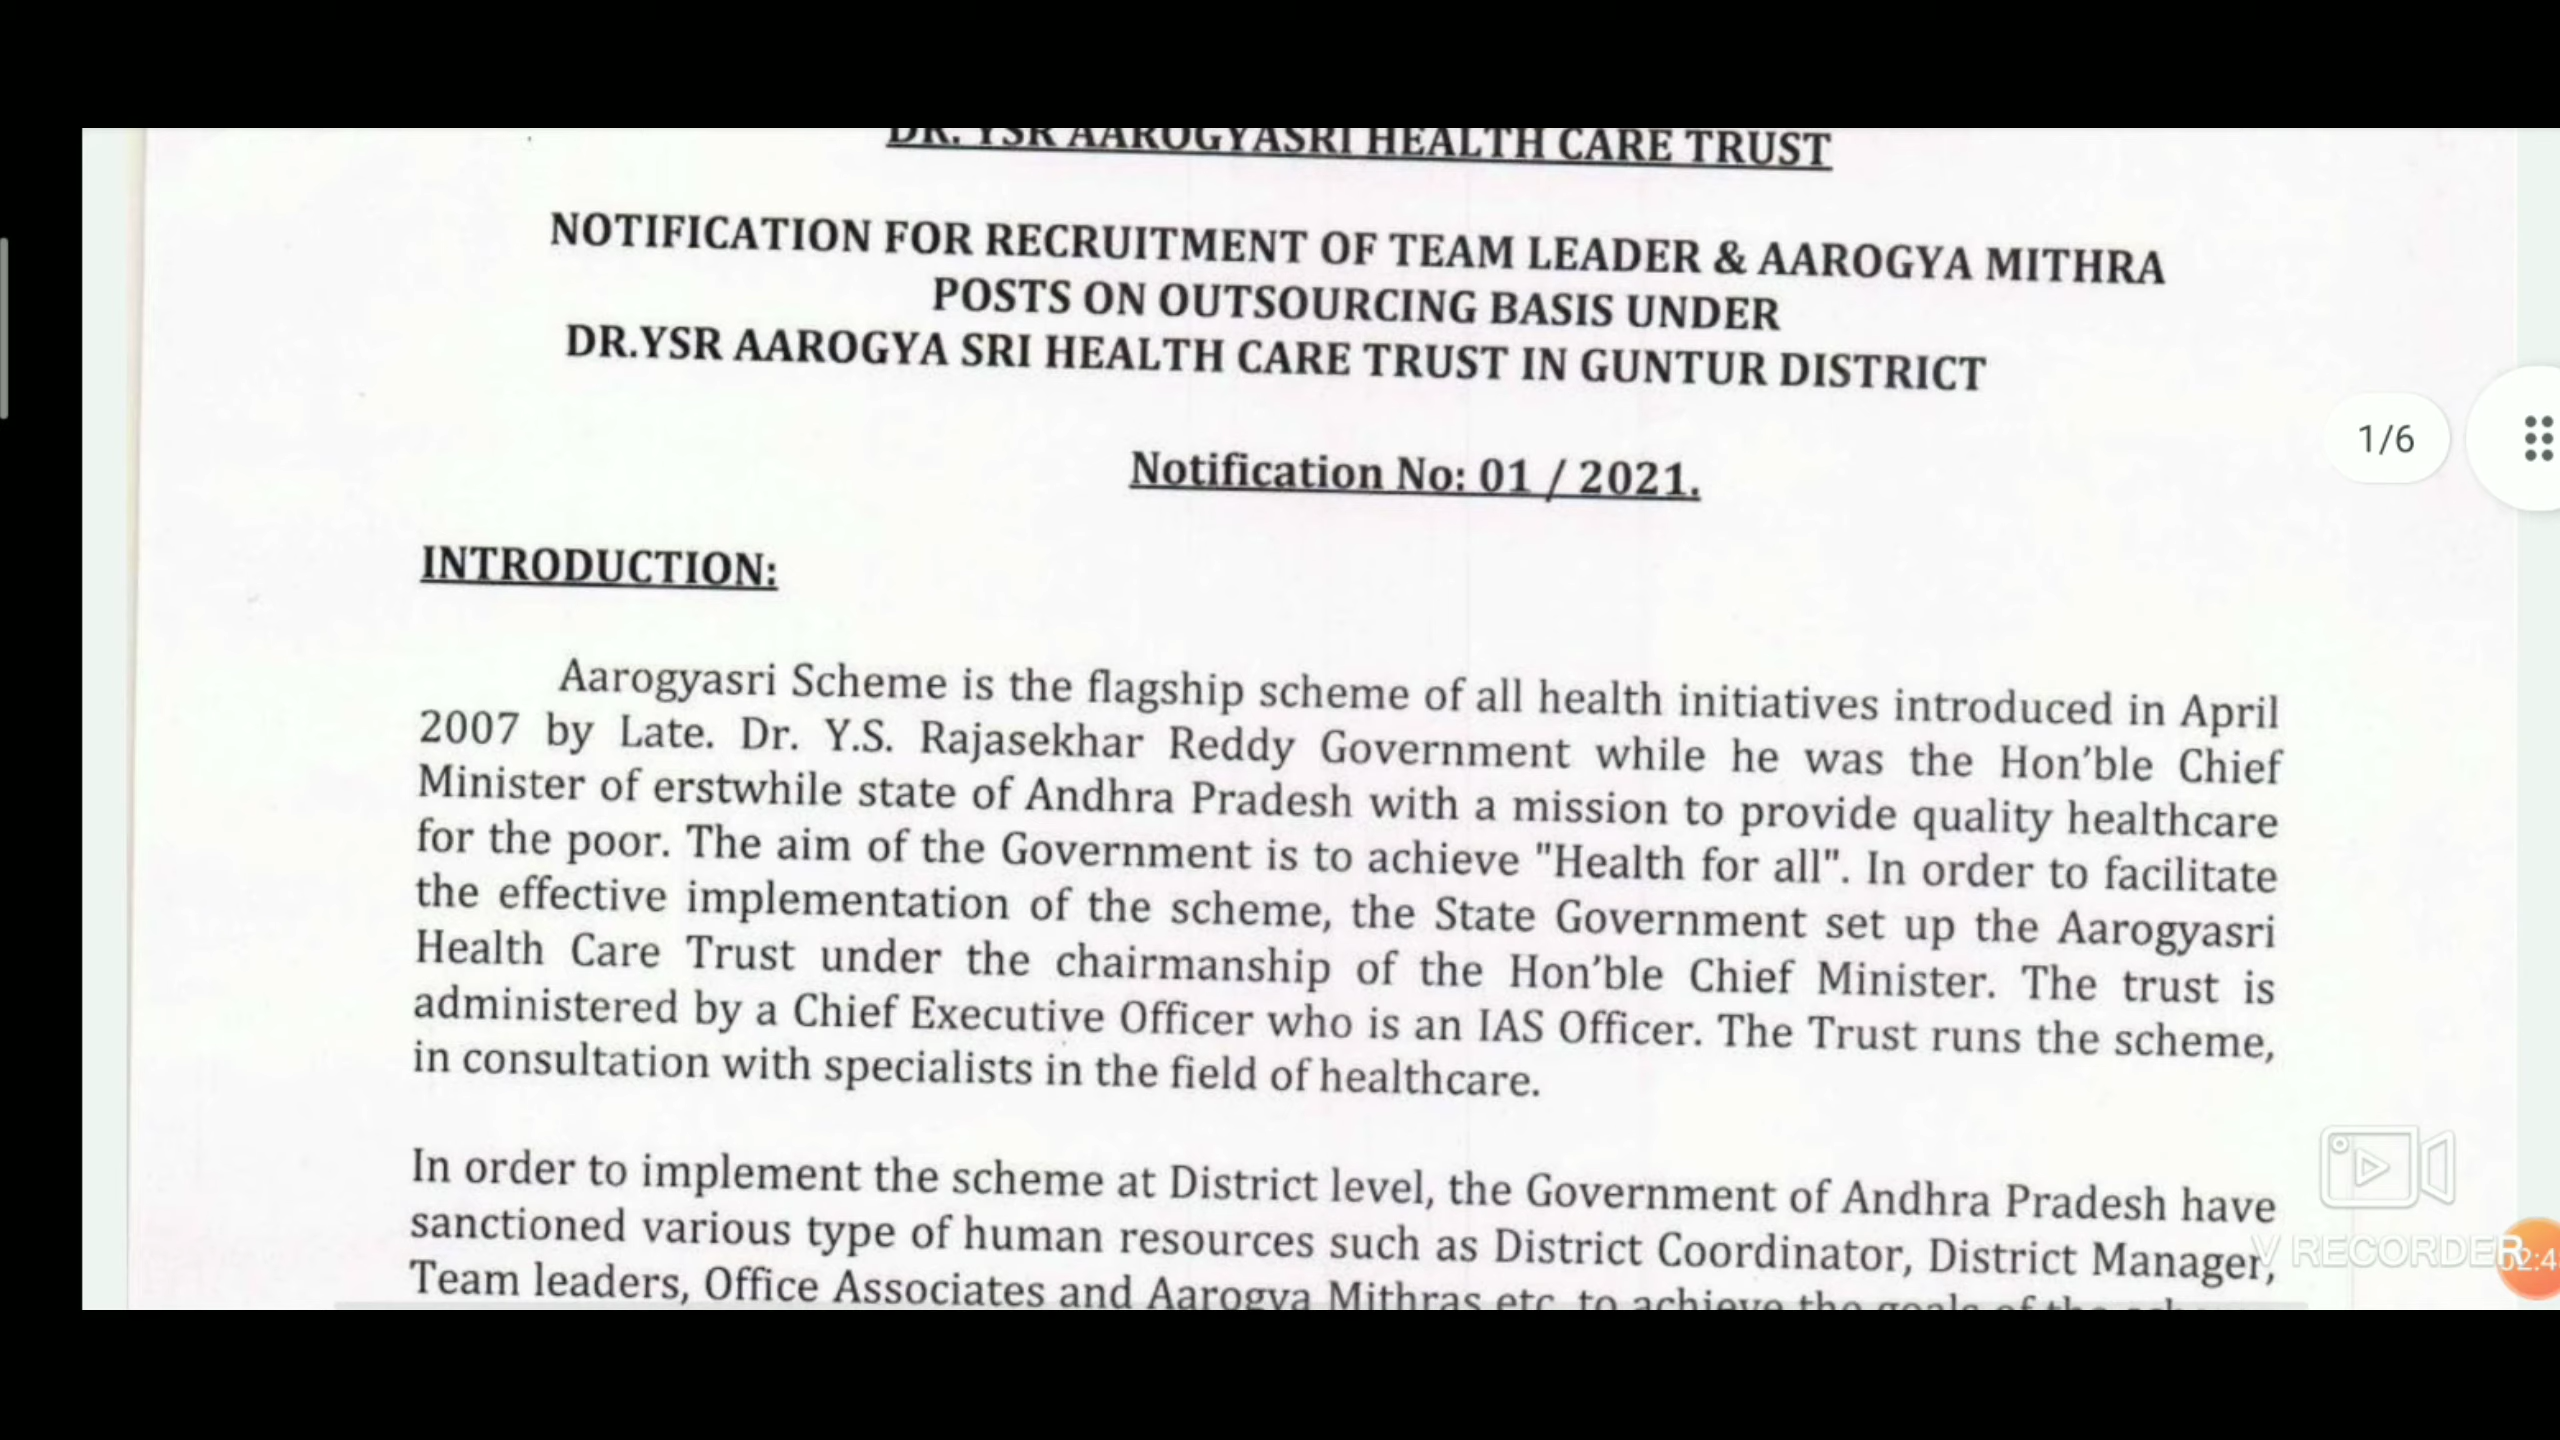 DR. YSR AAROGYASRI HEALTH CARE TRUST
NOTIFICATION FOR RECRUITMENT OF TEAM LEADER & AAROGYA MITHRA
POSTS ON OUTSOURCING BASIS UNDER
DR.YSR AAROGYA SRI HEALTH CARE TRUST IN GUNTUR DISTRICT
1/6
Notification No: 01 / 2021.
INTRODUCTION:
Aarogyasri Scheme is the flagship scheme of all health initiatives introduced in April
2007 by Late. Dr. Y.S. Rajasekhar Reddy Government while he was the Hon’ble Chief
Minister of erstwhile state of Andhra Pradesh with a mission to provide quality healthcare
for the poor. The aim of the Government is to achieve "Health for all". In order to facilitate
the effective implementation of the scheme, the State Government set up the Aarogyasri
Health Care Trust under the chairmanship of the Hon’ble Chief Minister. The trust is
administered by a Chief Executive Officer who is an IAS Officer. The Trust runs the scheme,
in consultation with specialists in the field of healthcare.
In order to implement the scheme at District level, the Government of Andhra Pradesh have
sanctioned various type of human resources such as District Coordinator, District Manager,
Team leaders, Office Associates and Aarogya Mithras etc. to achieve the goals of the
V RECORDER